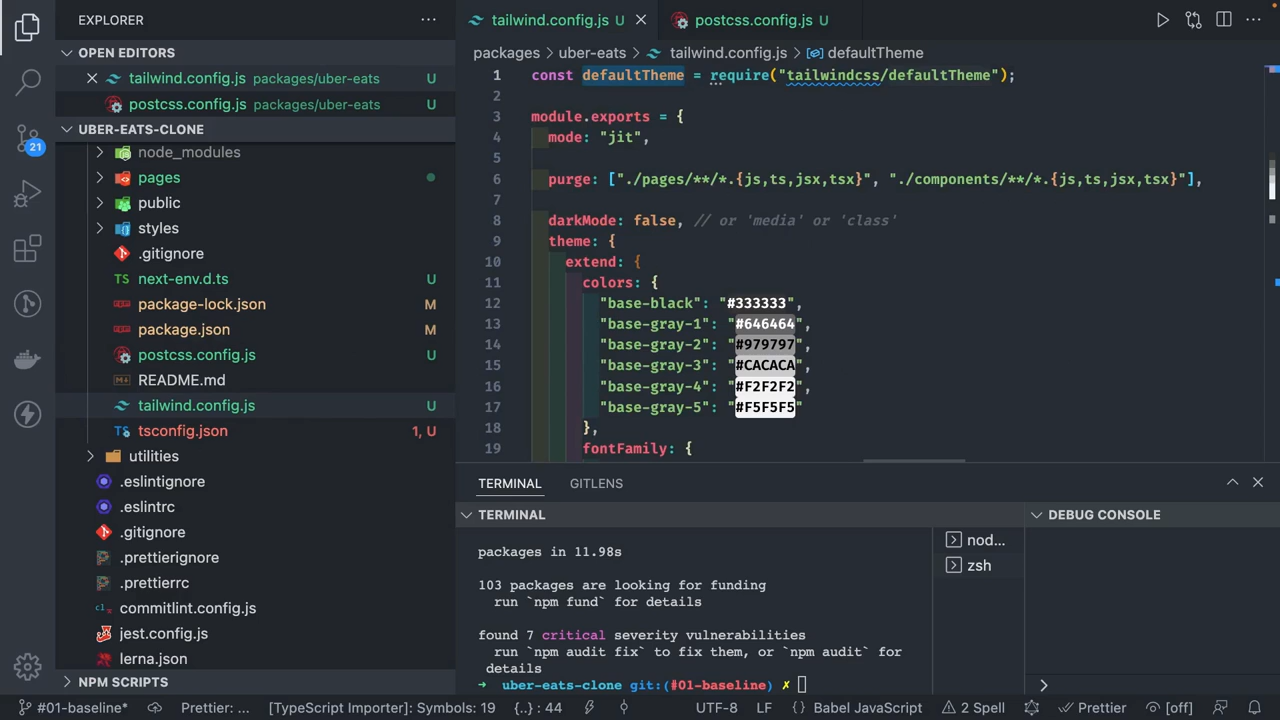 EXPLORER
OPEN EDITORS
tailwind.config.js packages/uber-eats U
postcss.config.js packages/uber-eats U
UBER-EATS-CLONE
node_modules
pages
public
styles
.gitignore
next-env.d.ts U
package-lock.json M
package.json M
postcss.config.js U
README.md
tailwind.config.js U
tsconfig.json 1, U
utilities
.eslintignore
.eslintrc
.gitignore
.prettierignore
.prettierrc
commitlint.config.js
jest.config.js
lerna.json
NPM SCRIPTS
21
tailwind.config.js U
postcss.config.js U
packages > uber-eats > tailwind.config.js > defaultTheme
1 const defaultTheme = require("tailwindcss/defaultTheme");
2
3 module.exports = {
4 mode: "jit",
5
6 purge: ["./pages/**/*.{js,ts,jsx,tsx}", "./components/**/*.{js,ts,jsx,tsx}"],
7
8 darkMode: false, // or 'media' or 'class'
9 theme: {
10 extend: {
11 colors: {
12 "base-black": "#333333",
13 "base-gray-1": "#646464",
14 "base-gray-2": "#979797",
15 "base-gray-3": "#CACACA",
16 "base-gray-4": "#F2F2F2",
17 "base-gray-5": "#F5F5F5"
18 },
19 fontFamily: {
TERMINAL GITLENS
TERMINAL
packages in 11.98s
103 packages are looking for funding
run `npm fund` for details
found 7 critical severity vulnerabilities
run `npm audit fix` to fix them, or `npm audit` for
details
→ uber-eats-clone git:(#01-baseline) ✗
nod...
zsh
DEBUG CONSOLE
#01-baseline* Prettier: ... [TypeScript Importer]: Symbols: 19 {..} : 44 UTF-8 LF {} Babel JavaScript 2 Spell Prettier [off]